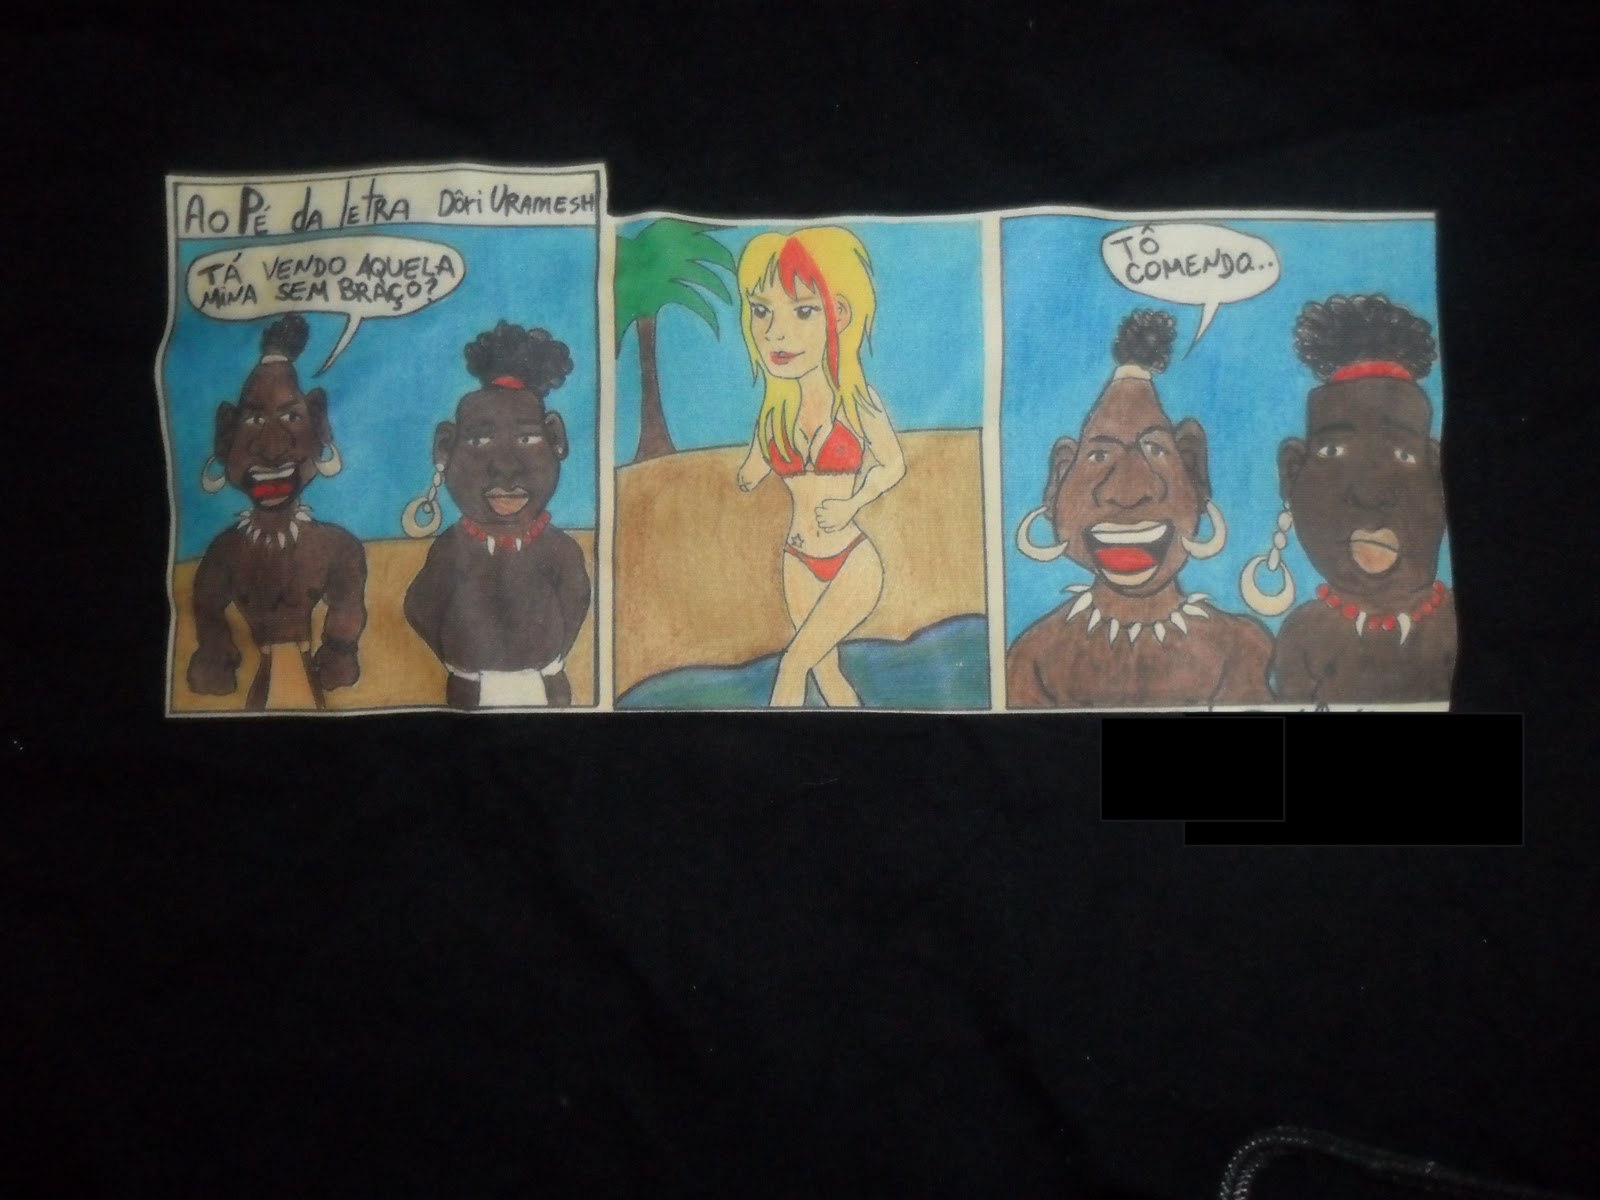 Ao Pé da letra Dôri URAMESH
TÁ VENDO AQUELA
MINA SEM BRAÇO?
TÔ
COMENDO..